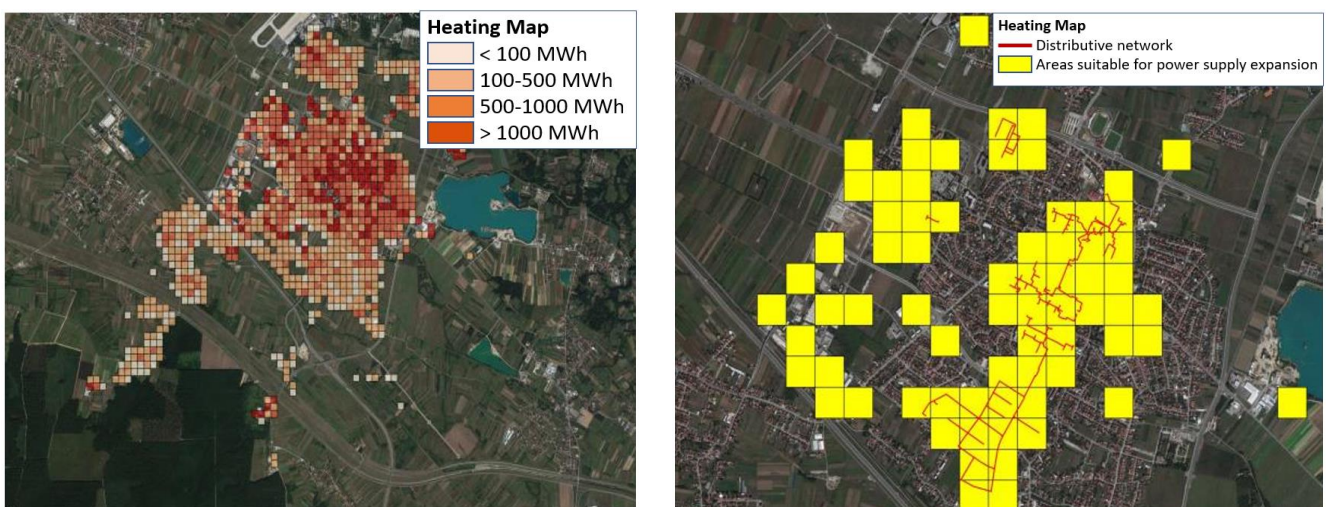 Heating Map
< 100 MWh
100-500 MWh
500-1000 MWh
> 1000 MWh
Heating Map
Distributive network
Areas suitable for power supply expansion